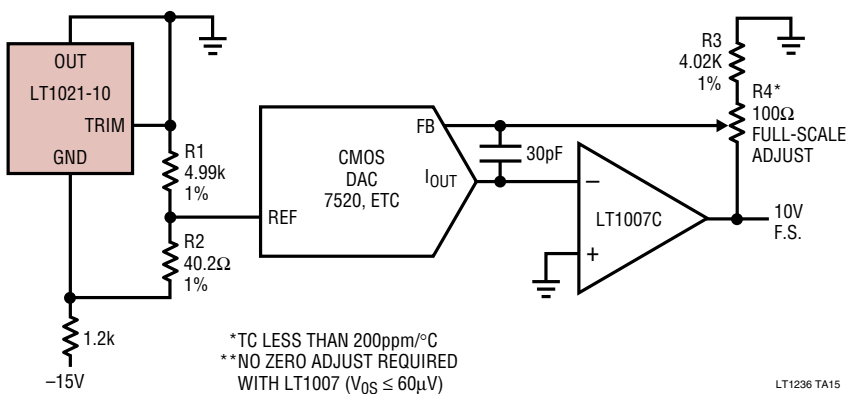 OUT
LT1021-10
TRIM
GND
R1
4.99k
1%
R2
40.2Ω
1%
1.2k
–15V
REF
CMOS
DAC
7520, ETC
FB
IOUT
30pF
–
+
LT1007C
R3
4.02K
1%
R4*
100Ω
FULL-SCALE
ADJUST
10V
F.S.
*TC LESS THAN 200ppm/°C
**NO ZERO ADJUST REQUIRED
WITH LT1007 (V0S ≤ 60µV)
LT1236 TA15